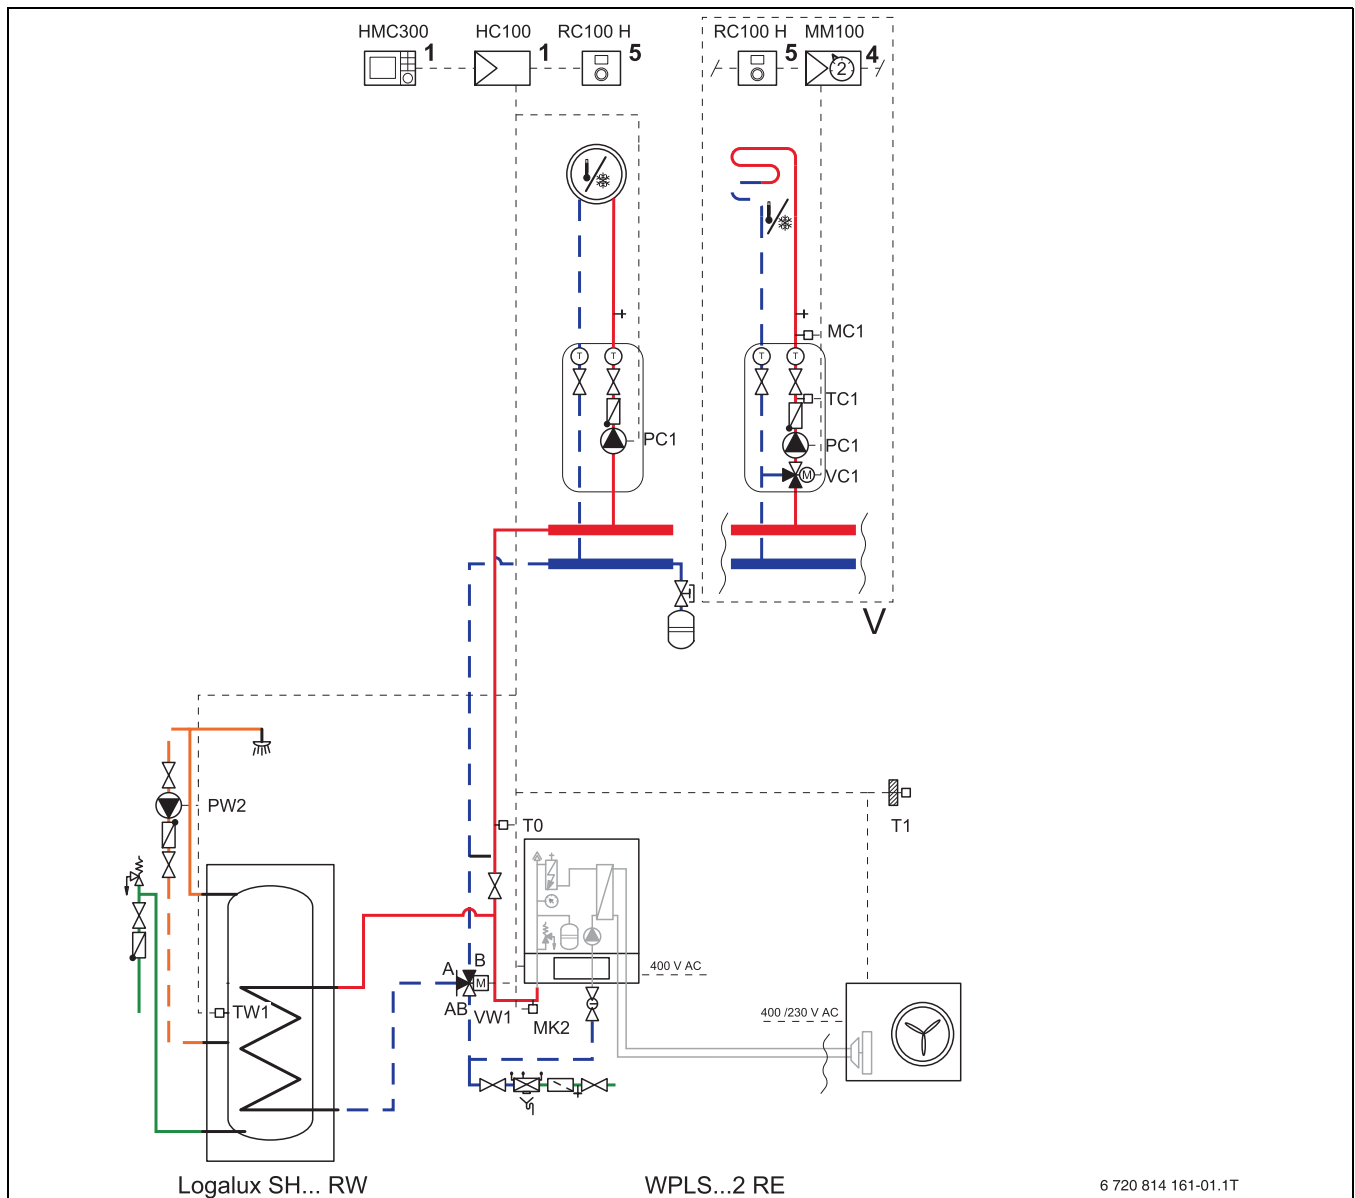 HMC300 HC100 RC100 H RC100 H MM100
1 1 5 5 2 4
MC1
T T T T
TC1
PC1 PC1
M VC1
V
PW2 T0 T1
A B
400 V AC
M
AB VW1 MK2
TW1
400 /230 V AC
Logalux SH... RW WPLS...2 RE 6 720 814 161-01.1T